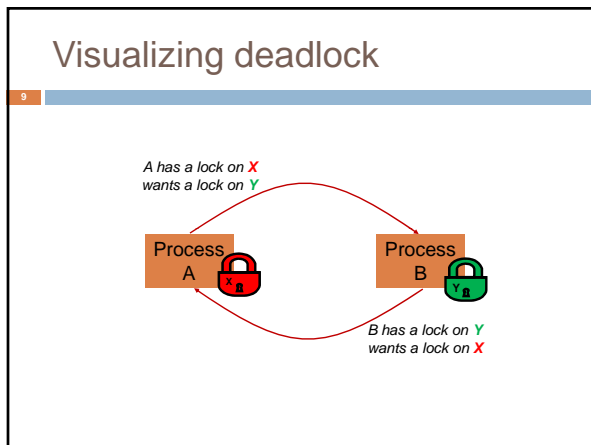 Visualizing deadlock
9
A has a lock on X
wants a lock on Y
Process
A
X
Process
B
Y
B has a lock on Y
wants a lock on X